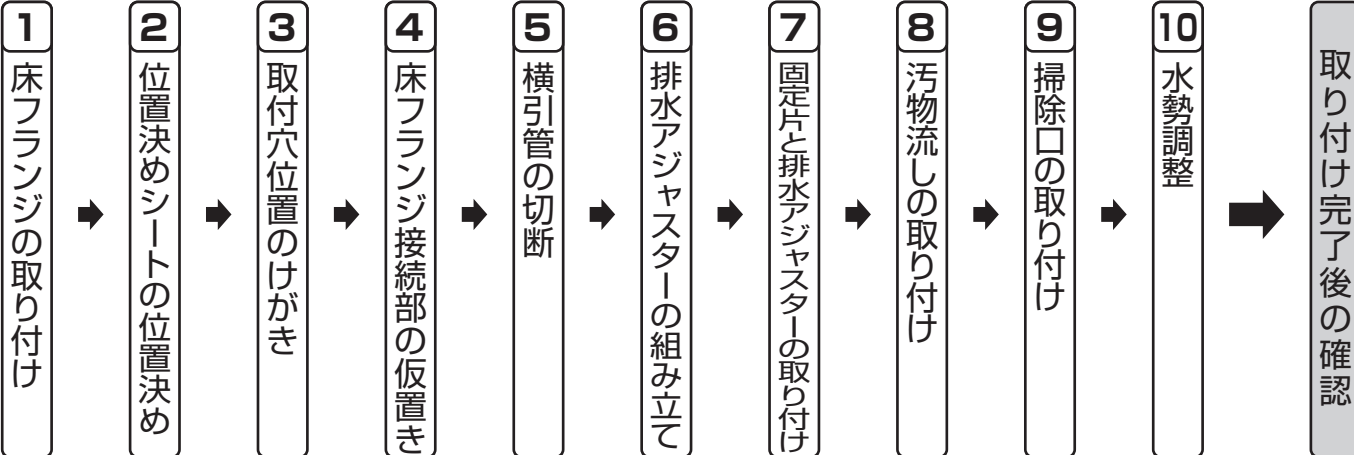 1
床フランジの取り付け
2
位置決めシートの位置決め
3
取付穴位置のけがき
4
床フランジ接続部の仮置き
5
横引管の切断
6
排水アジャスターの組み立て
7
固定片と排水アジャスターの取り付け
8
汚物流しの取り付け
9
掃除口の取り付け
10
水勢調整
取り付け完了後の確認